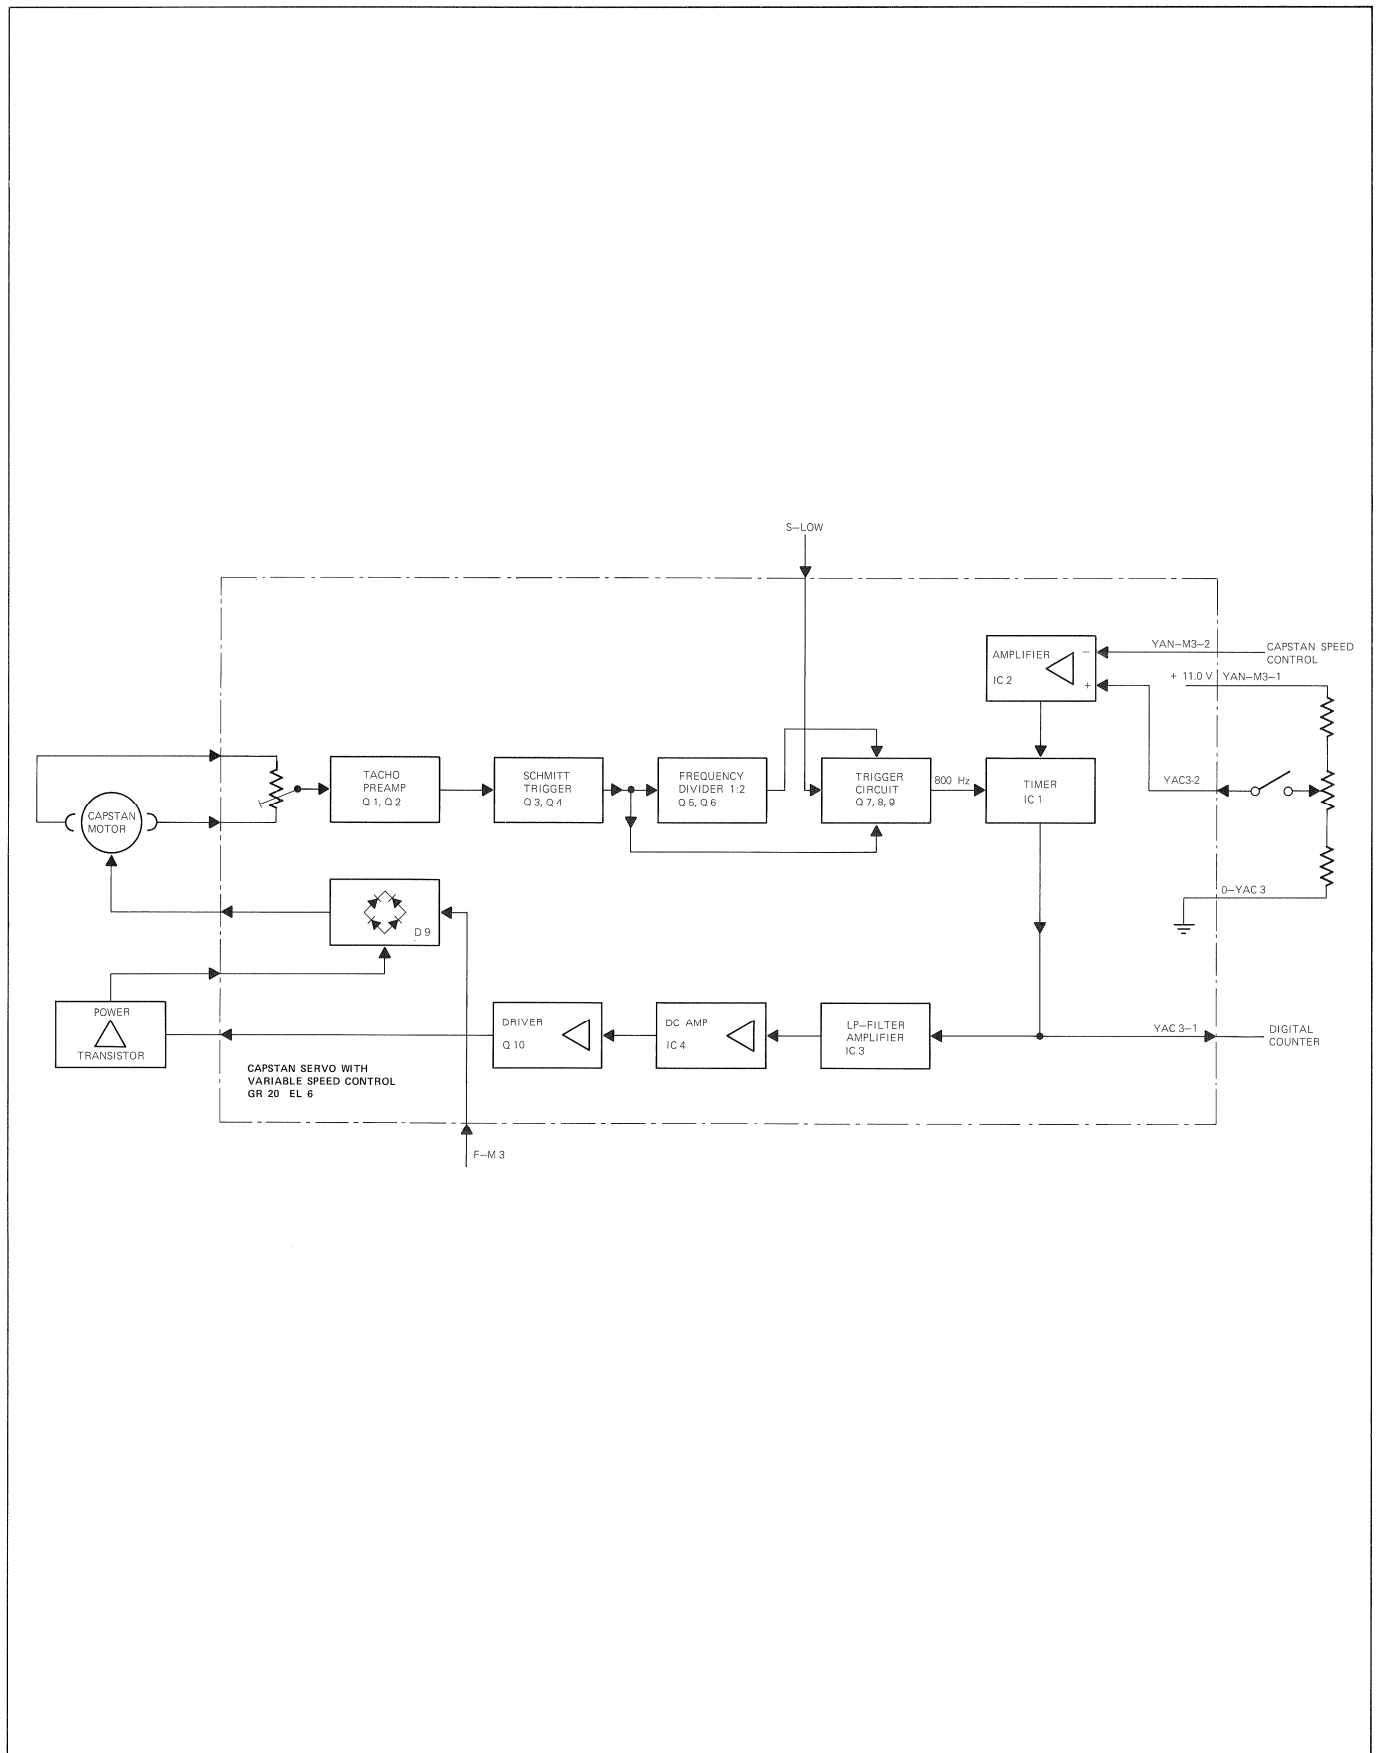 S–LOW
AMPLIFIER
IC 2
–
+
YAN–M3–2
CAPSTAN SPEED
CONTROL
+ 11.0 V
YAN–M3–1
TACHO
PREAMP
Q 1, Q 2
SCHMITT
TRIGGER
Q 3, Q 4
FREQUENCY
DIVIDER 1:2
Q 5, Q 6
TRIGGER
CIRCUIT
Q 7, 8, 9
800 Hz
TIMER
IC 1
YAC3-2
CAPSTAN
MOTOR
D 9
0–YAC 3
POWER
TRANSISTOR
DRIVER
Q 10
DC AMP
IC 4
LP–FILTER
AMPLIFIER
IC 3
YAC 3–1
DIGITAL
COUNTER
CAPSTAN SERVO WITH
VARIABLE SPEED CONTROL
GR 20 EL 6
F–M 3